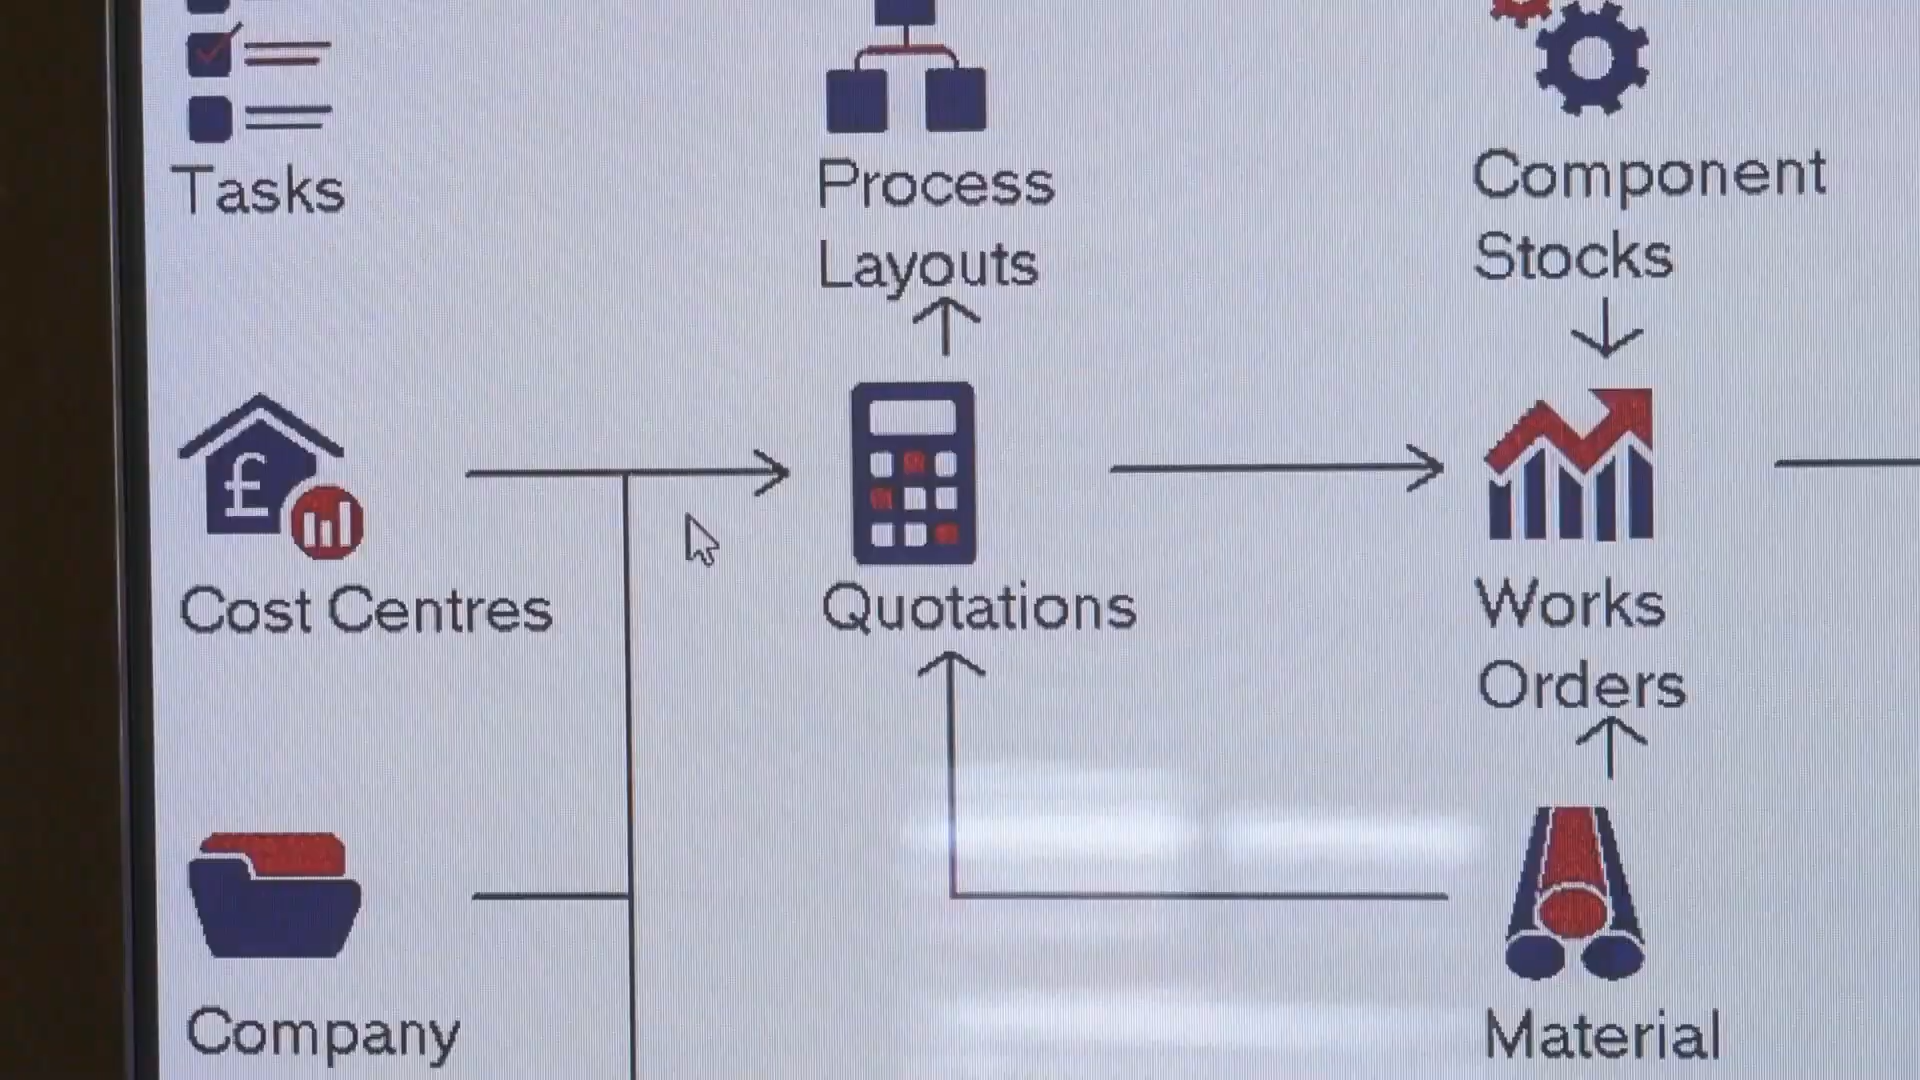 Tasks
Process
Layouts
Component
Stocks
£
Cost Centres
Quotations
Works
Orders
Company
Material